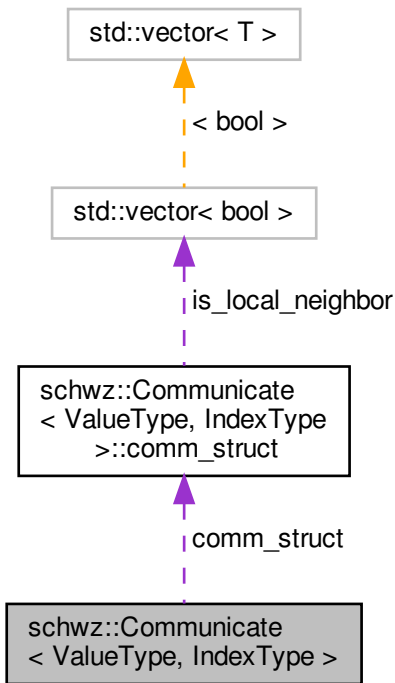 std::vector< T >
< bool >
std::vector< bool >
is_local_neighbor
schwz::Communicate
< ValueType, IndexType
>::comm_struct
comm_struct
schwz::Communicate
< ValueType, IndexType >